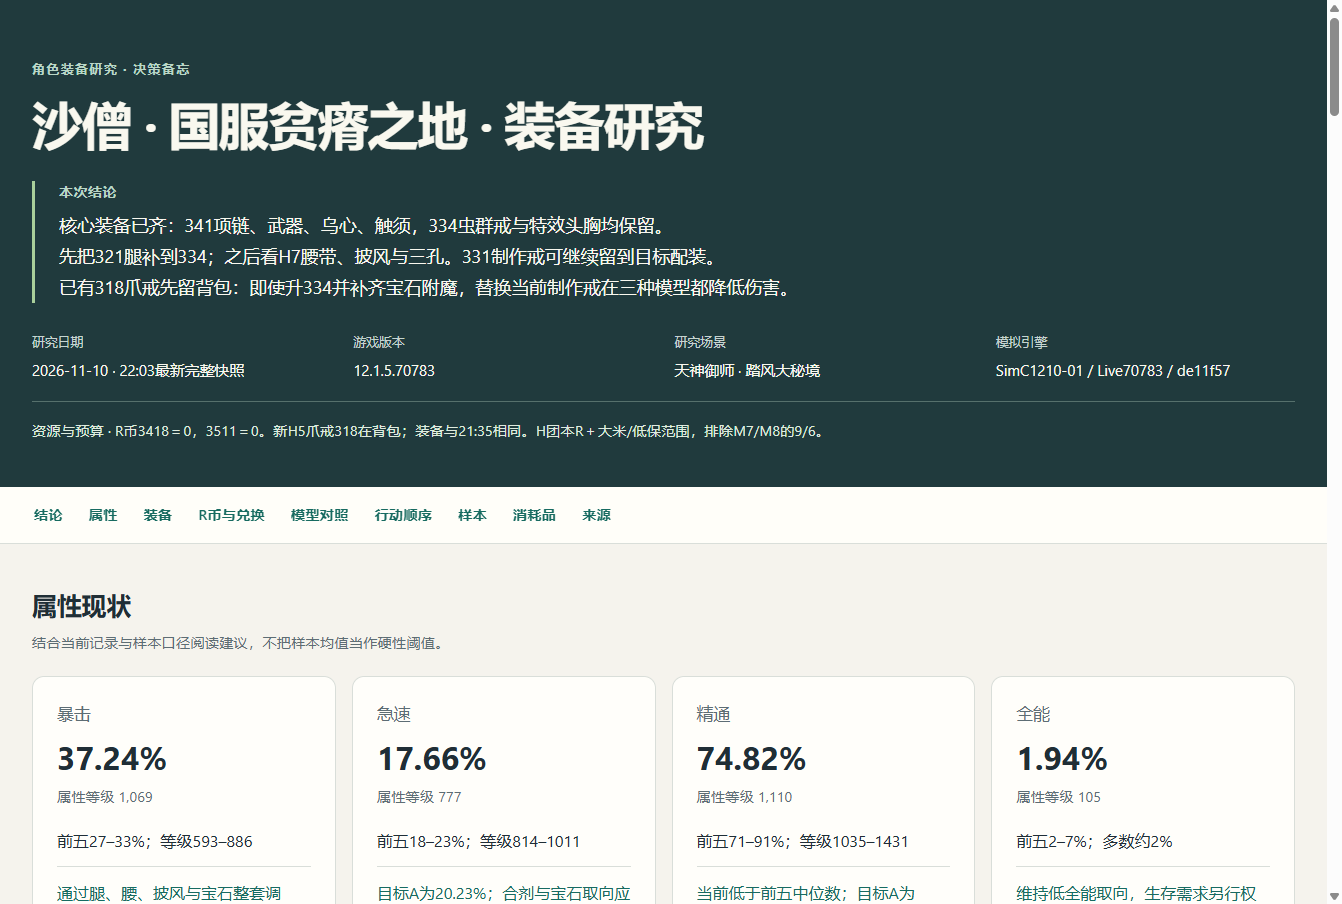 角色装备研究 · 决策备忘
沙僧 · 国服贫瘠之地 · 装备研究
本次结论
核心装备已齐：341项链、武器、乌心、触须，334虫群戒与特效头胸均保留。
先把321腿补到334；之后看H7腰带、披风与三孔。331制作戒可继续留到目标配装。
已有318爪戒先留背包：即使升334并补齐宝石附魔，替换当前制作戒在三种模型都降低伤害。
研究日期 游戏版本 研究场景 模拟引擎
2026-11-10 · 22:03最新完整快照 12.1.5.70783 天神御师 · 踏风大秘境 SimC1210-01 / Live70783 / de11f57
资源与预算 · R币3418＝0，3511＝0。新H5爪戒318在背包；装备与21:35相同。H团本R + 大米/低保范围，排除M7/M8的9/6。
结论 属性 装备 R币与兑换 模型对照 行动顺序 样本 消耗品 来源
属性现状
结合当前记录与样本口径阅读建议，不把样本均值当作硬性阈值。
暴击 急速 精通 全能
37.24% 17.66% 74.82% 1.94%
属性等级 1,069 属性等级 777 属性等级 1,110 属性等级 105
前五27–33%；等级593–886 前五18–23%；等级814–1011 前五71–91%；等级1035–1431 前五2–7%；多数约2%
通过腿、腰、披风与宝石整套调 目标A为20.23%；合剂与宝石取向应 当前低于前五中位数；目标A为 维持低全能取向，生存需求另行权